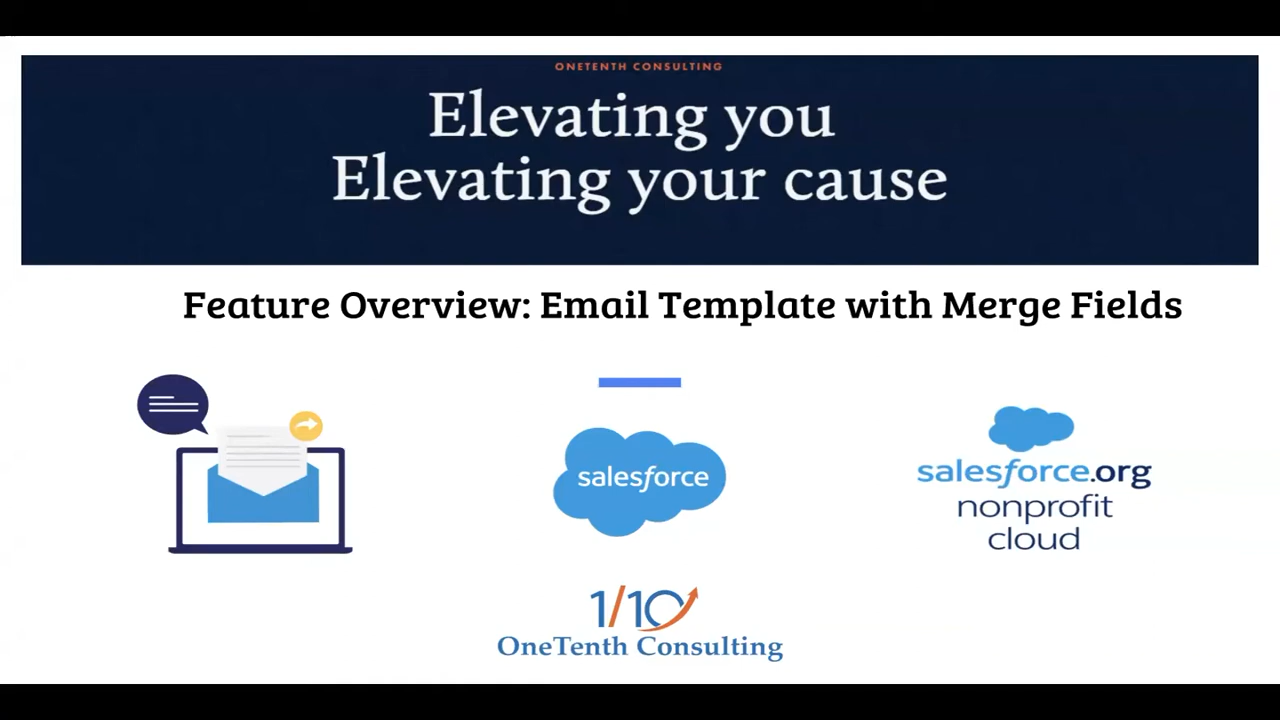 ONETENTH CONSULTING
Elevating you
Elevating your cause
Feature Overview: Email Template with Merge Fields
salesforce
salesforce.org
nonprofit
cloud
1/10
OneTenth Consulting